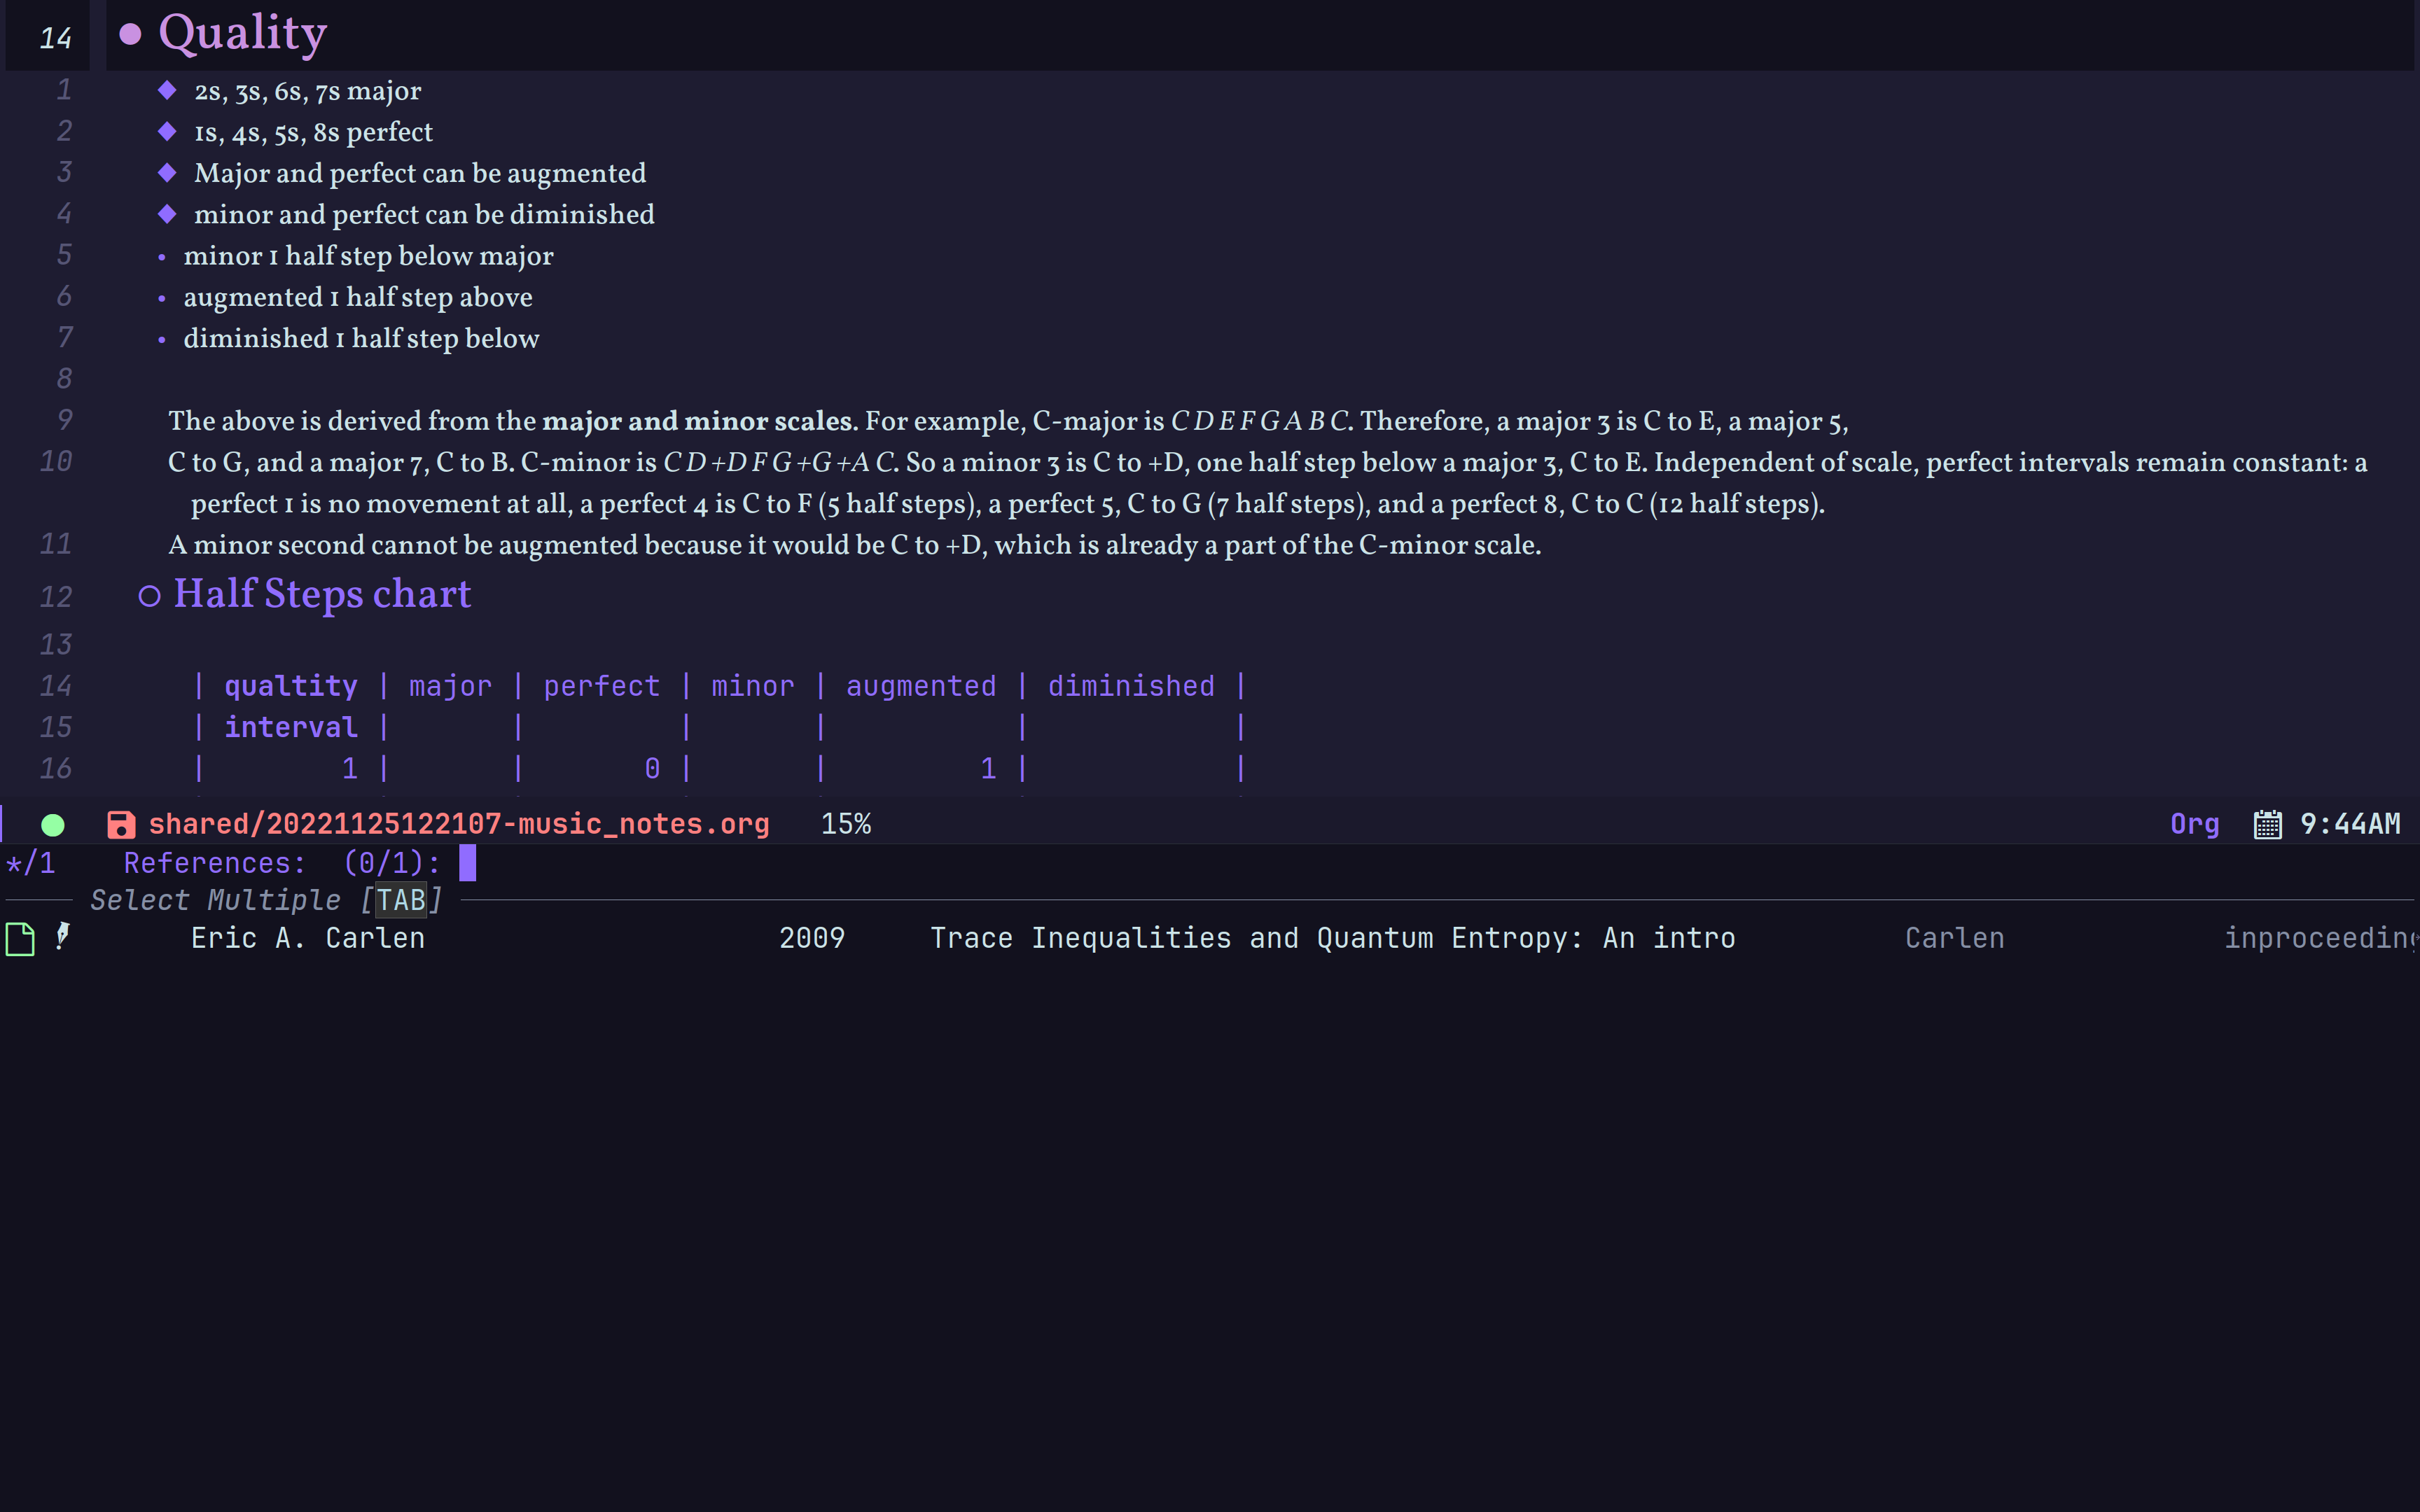 14 ● Quality
1 ◆ 2s, 3s, 6s, 7s major
2 ◆ 1s, 4s, 5s, 8s perfect
3 ◆ Major and perfect can be augmented
4 ◆ minor and perfect can be diminished
5 • minor 1 half step below major
6 • augmented 1 half step above
7 • diminished 1 half step below
8
9 The above is derived from the major and minor scales. For example, C-major is C D E F G A B C. Therefore, a major 3 is C to E, a major 5,
10 C to G, and a major 7, C to B. C-minor is C D +D F G +G +A C. So a minor 3 is C to +D, one half step below a major 3, C to E. Independent of scale, perfect intervals remain constant: a
perfect 1 is no movement at all, a perfect 4 is C to F (5 half steps), a perfect 5, C to G (7 half steps), and a perfect 8, C to C (12 half steps).
11 A minor second cannot be augmented because it would be C to +D, which is already a part of the C-minor scale.
12 ○ Half Steps chart
13
14 | qualtity | major | perfect | minor | augmented | diminished |
15 | interval | | | | | |
16 | 1 | | 0 | | 1 | |
shared/20221125122107-music_notes.org 15% Org 9:44AM
*/1 References: (0/1):
Select Multiple [TAB]
Eric A. Carlen 2009 Trace Inequalities and Quantum Entropy: An intro Carlen inproceeding